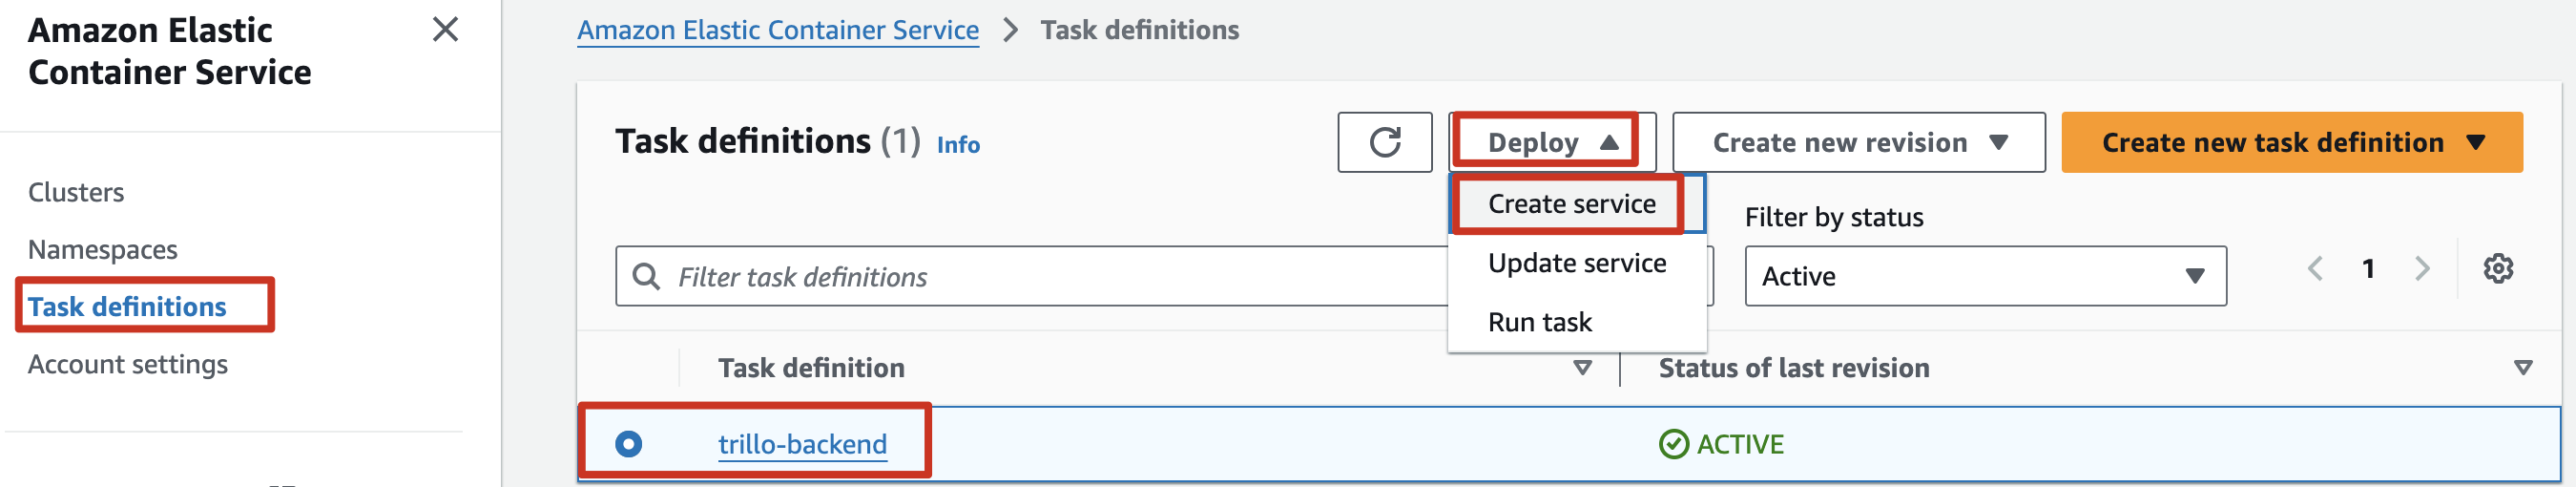 Amazon Elastic
Container Service
Clusters
Namespaces
Task definitions
Account settings
Amazon Elastic Container Service > Task definitions
Task definitions (1) Info
Deploy
Create new revision
Create new task definition
Create service
Update service
Run task
Filter task definitions
Filter by status
Active
1
Task definition
Status of last revision
trillo-backend
ACTIVE